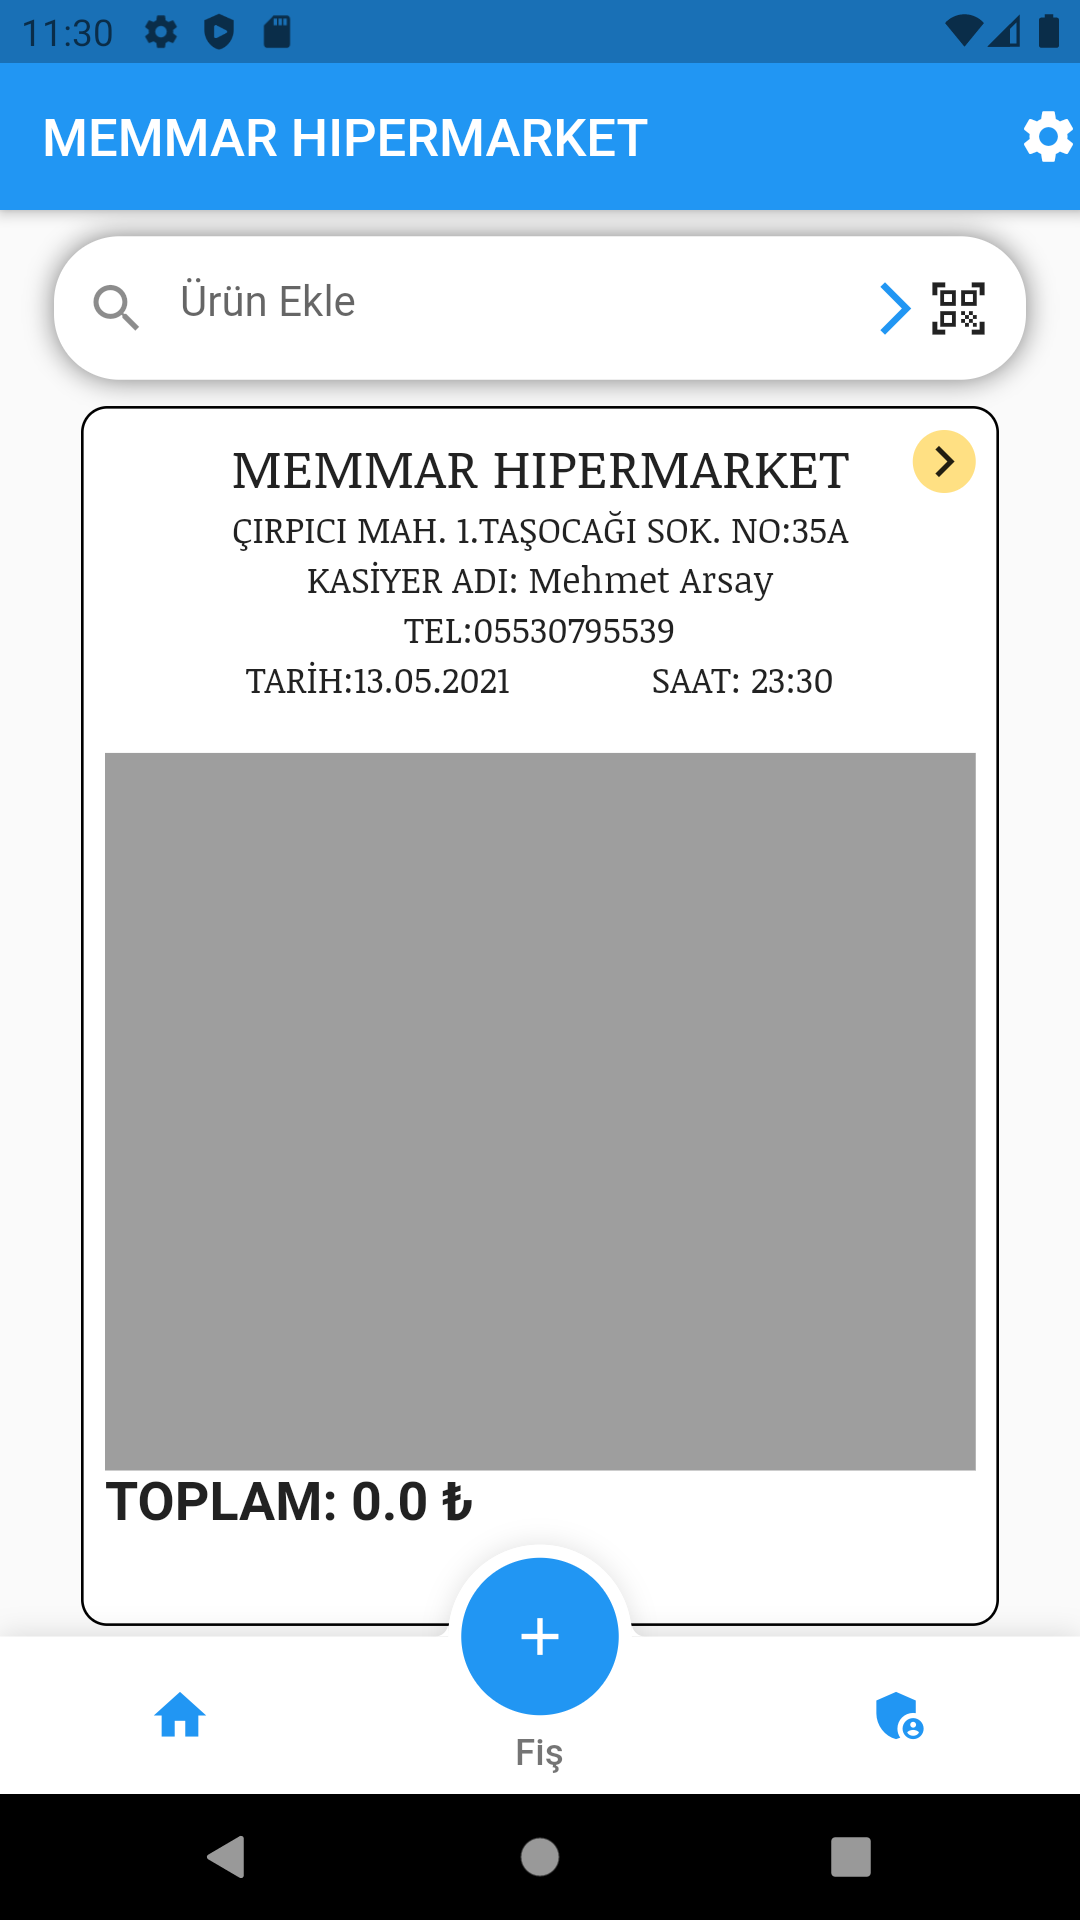 11:30
MEMMAR HIPERMARKET
Ürün Ekle
MEMMAR HIPERMARKET
ÇIRPICI MAH. 1.TAŞOCAĞI SOK. NO:35A
KASİYER ADI: Mehmet Arsay
TEL:05530795539
TARİH:13.05.2021 SAAT: 23:30
TOPLAM: 0.0 ₺
Fiş